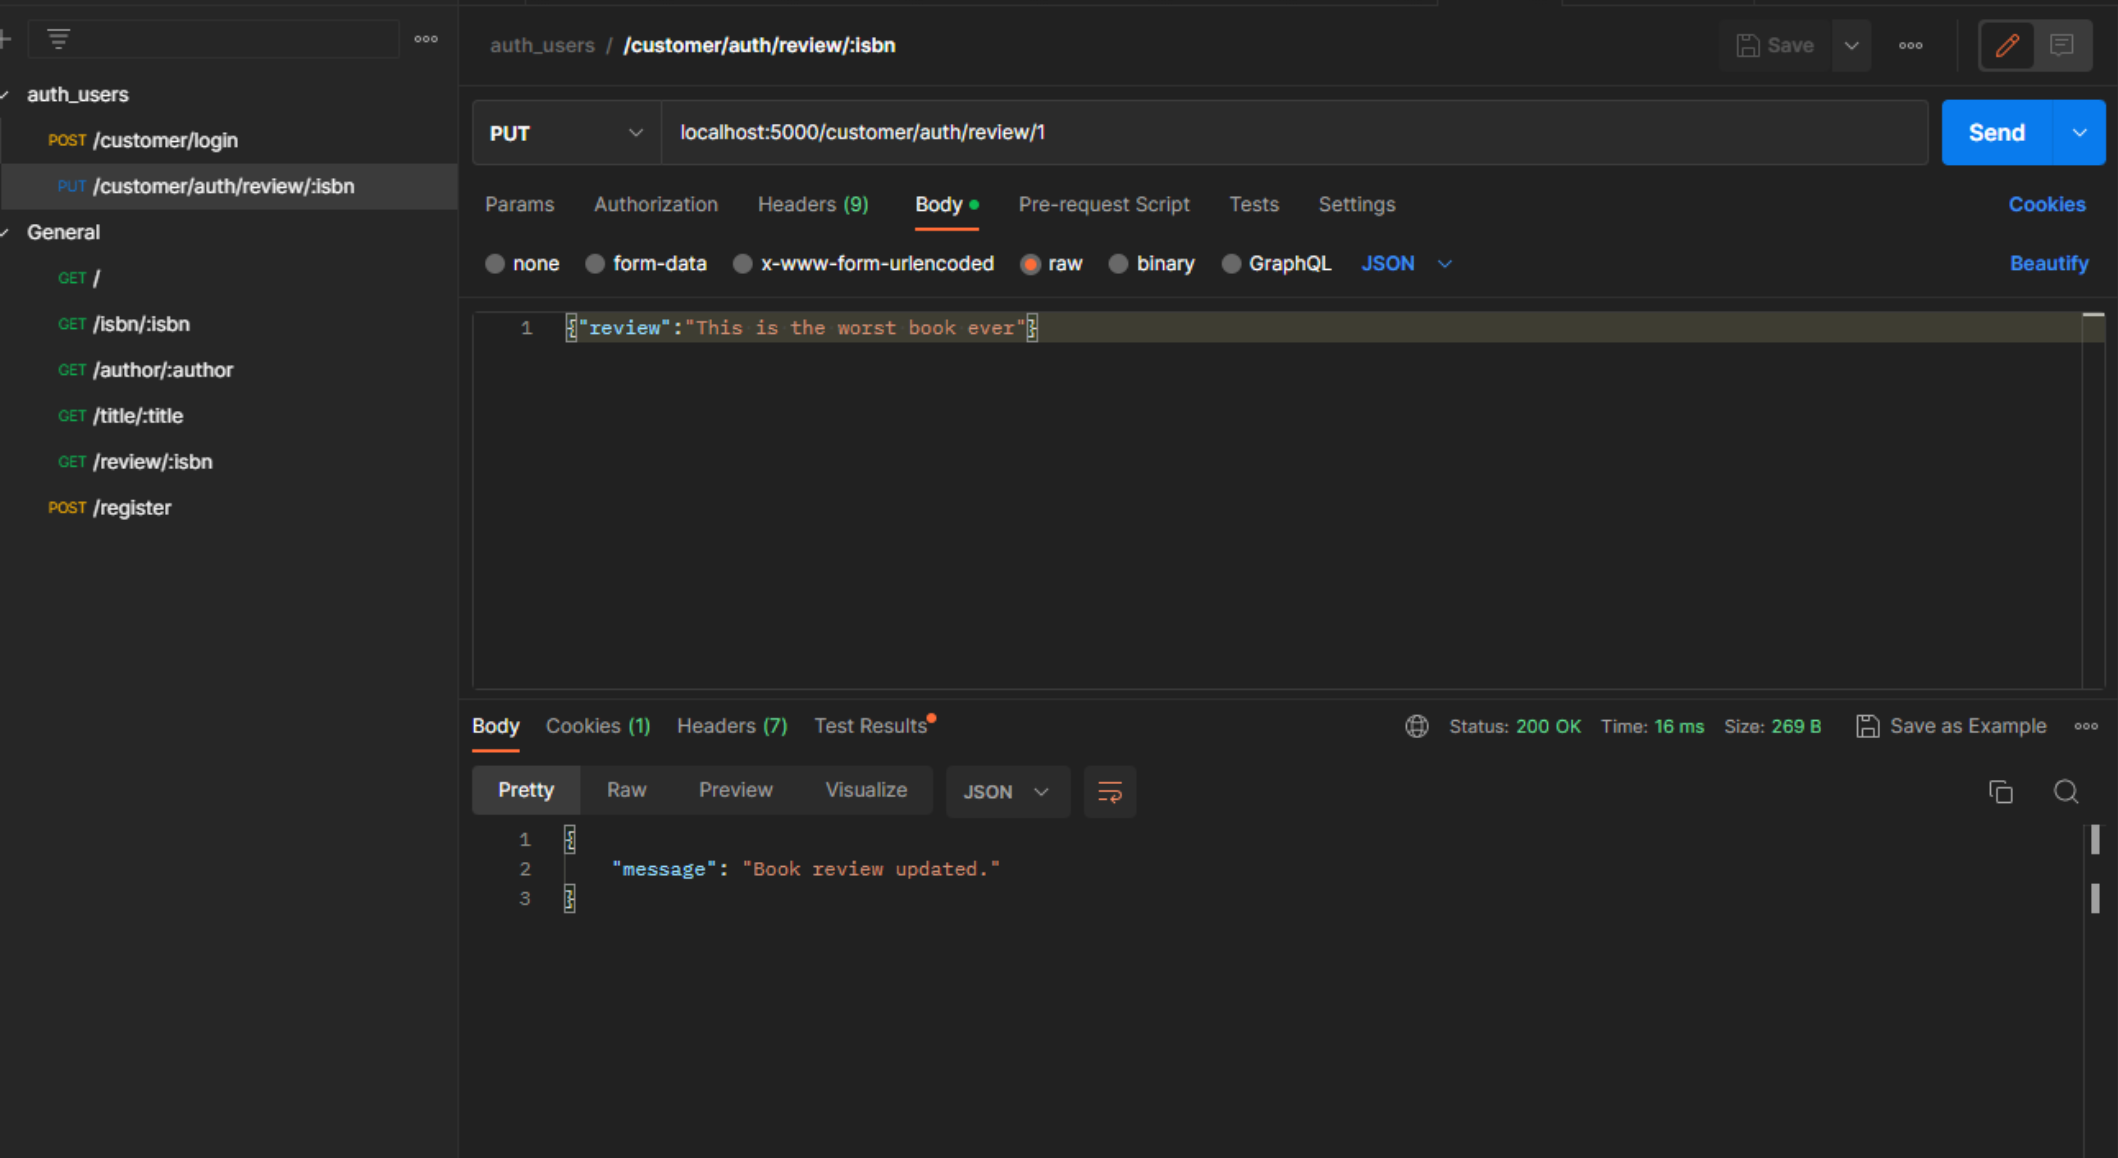 auth_users / /customer/auth/review/:isbn
Save
auth_users
POST /customer/login
PUT /customer/auth/review/:isbn
General
GET /
GET /isbn/:isbn
GET /author/:author
GET /title/:title
GET /review/:isbn
POST /register
PUT localhost:5000/customer/auth/review/1 Send
Params Authorization Headers (9) Body Pre-request Script Tests Settings Cookies
none form-data x-www-form-urlencoded raw binary GraphQL JSON Beautify
1 {"review":"This is the worst book ever"}
Body Cookies (1) Headers (7) Test Results Status: 200 OK Time: 16 ms Size: 269 B Save as Example
Pretty Raw Preview Visualize JSON
1 {
2 "message": "Book review updated."
3 }